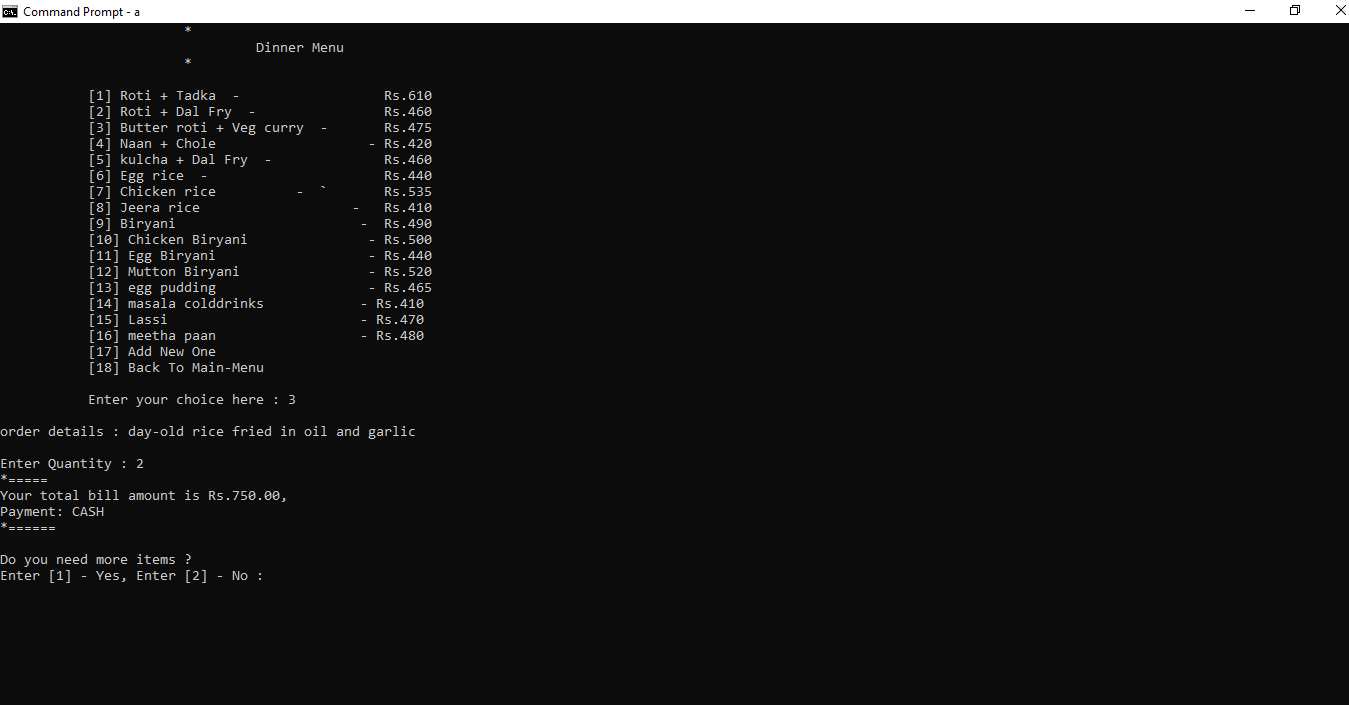 Command Prompt - a
*
Dinner Menu
*
[1] Roti + Tadka  -                  Rs.610
[2] Roti + Dal Fry  -                Rs.460
[3] Butter roti + Veg curry  -       Rs.475
[4] Naan + Chole                   - Rs.420
[5] kulcha + Dal Fry  -              Rs.460
[6] Egg rice  -                      Rs.440
[7] Chicken rice          -  `       Rs.535
[8] Jeera rice                   -   Rs.410
[9] Biryani                       -  Rs.490
[10] Chicken Biryani               - Rs.500
[11] Egg Biryani                   - Rs.440
[12] Mutton Biryani                - Rs.520
[13] egg pudding                   - Rs.465
[14] masala colddrinks            - Rs.410
[15] Lassi                        - Rs.470
[16] meetha paan                  - Rs.480
[17] Add New One
[18] Back To Main-Menu
Enter your choice here : 3
order details : day-old rice fried in oil and garlic
Enter Quantity : 2
*=====
Your total bill amount is Rs.750.00,
Payment: CASH
*======
Do you need more items ?
Enter [1] - Yes, Enter [2] - No :